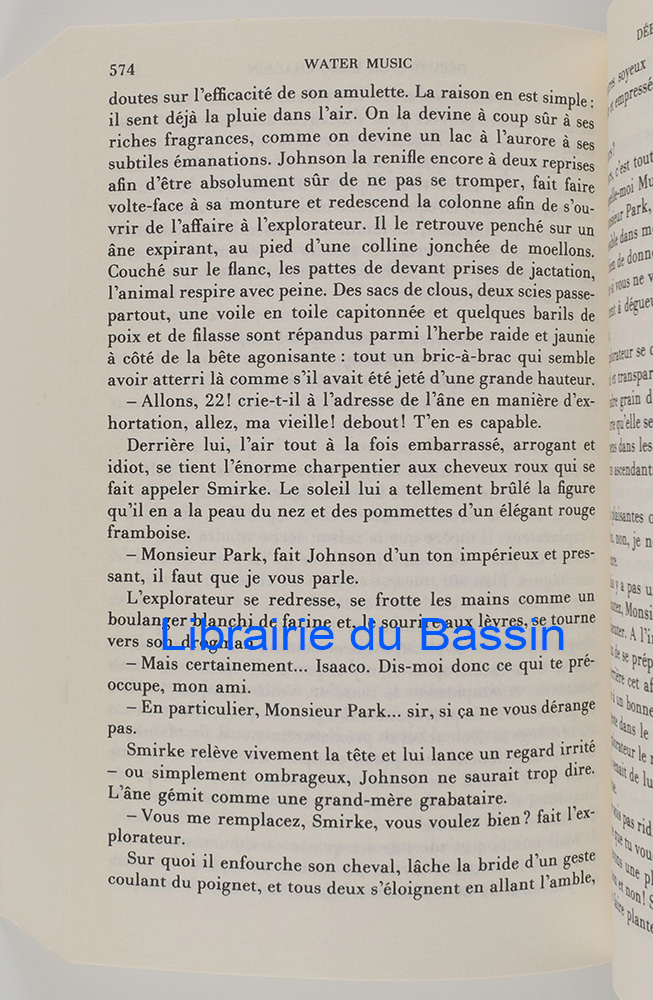 574
WATER MUSIC
doutes sur l'efficacité de son amulette. La raison en est simple :
il sent déjà la pluie dans l'air. On la devine à coup sûr à ses
riches fragrances, comme on devine un lac à l'aurore à ses
subtiles émanations. Johnson la renifle encore à deux reprises
afin d'être absolument sûr de ne pas se tromper, fait faire
volte-face à sa monture et redescend la colonne afin de s'ou-
vrir de l'affaire à l'explorateur. Il le retrouve penché sur un
âne expirant, au pied d'une colline jonchée de moellons.
Couché sur le flanc, les pattes de devant prises de jactation,
l'animal respire avec peine. Des sacs de clous, deux scies passe-
partout, une voile en toile capitonnée et quelques barils de
poix et de filasse sont répandus parmi l'herbe raide et jaunie
à côté de la bête agonisante : tout un bric-à-brac qui semble
avoir atterri là comme s'il avait été jeté d'une grande hauteur.
– Allons, 22! crie-t-il à l'adresse de l'âne en manière d'ex-
hortation, allez, ma vieille! debout! T'en es capable.
Derrière lui, l'air tout à la fois embarrassé, arrogant et
idiot, se tient l'énorme charpentier aux cheveux roux qui se
fait appeler Smirke. Le soleil lui a tellement brûlé la figure
qu'il en a la peau du nez et des pommettes d'un élégant rouge
framboise.
– Monsieur Park, fait Johnson d'un ton impérieux et pres-
sant, il faut que je vous parle.
L'explorateur se redresse, se frotte les mains comme un
boulanger blanchi de farine et, le sourire aux lèvres, se tourne
vers son drogman.
Librairie du Bassin
– Mais certainement... Isaaco. Dis-moi donc ce qui te pré-
occupe, mon ami.
– En particulier, Monsieur Park... sir, si ça ne vous dérange
pas.
Smirke relève vivement la tête et lui lance un regard irrité
– ou simplement ombrageux, Johnson ne saurait trop dire.
L'âne gémit comme une grand-mère grabataire.
– Vous me remplacez, Smirke, vous voulez bien? fait l'ex-
plorateur.
Sur quoi il enfourche son cheval, lâche la bride d'un geste
coulant du poignet, et tous deux s'éloignent en allant l'amble,